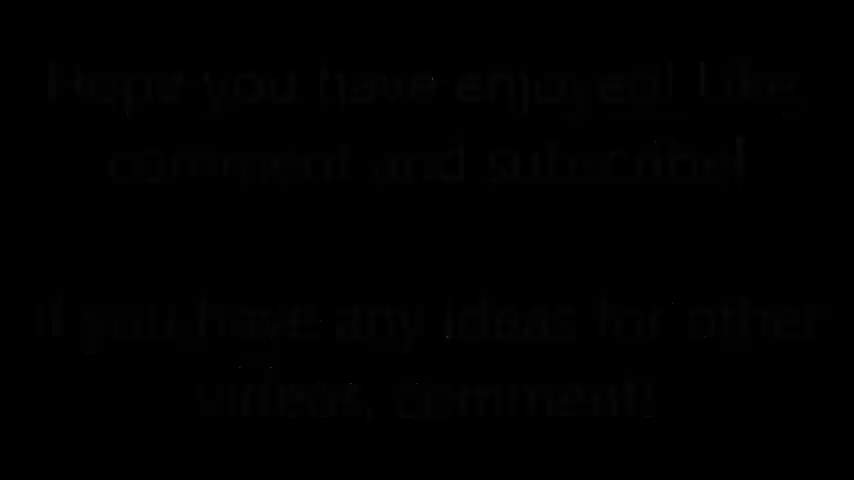 Hope you have enjoyed! Like,
comment and subscribe!
If you have any ideas for other
videos, comment!